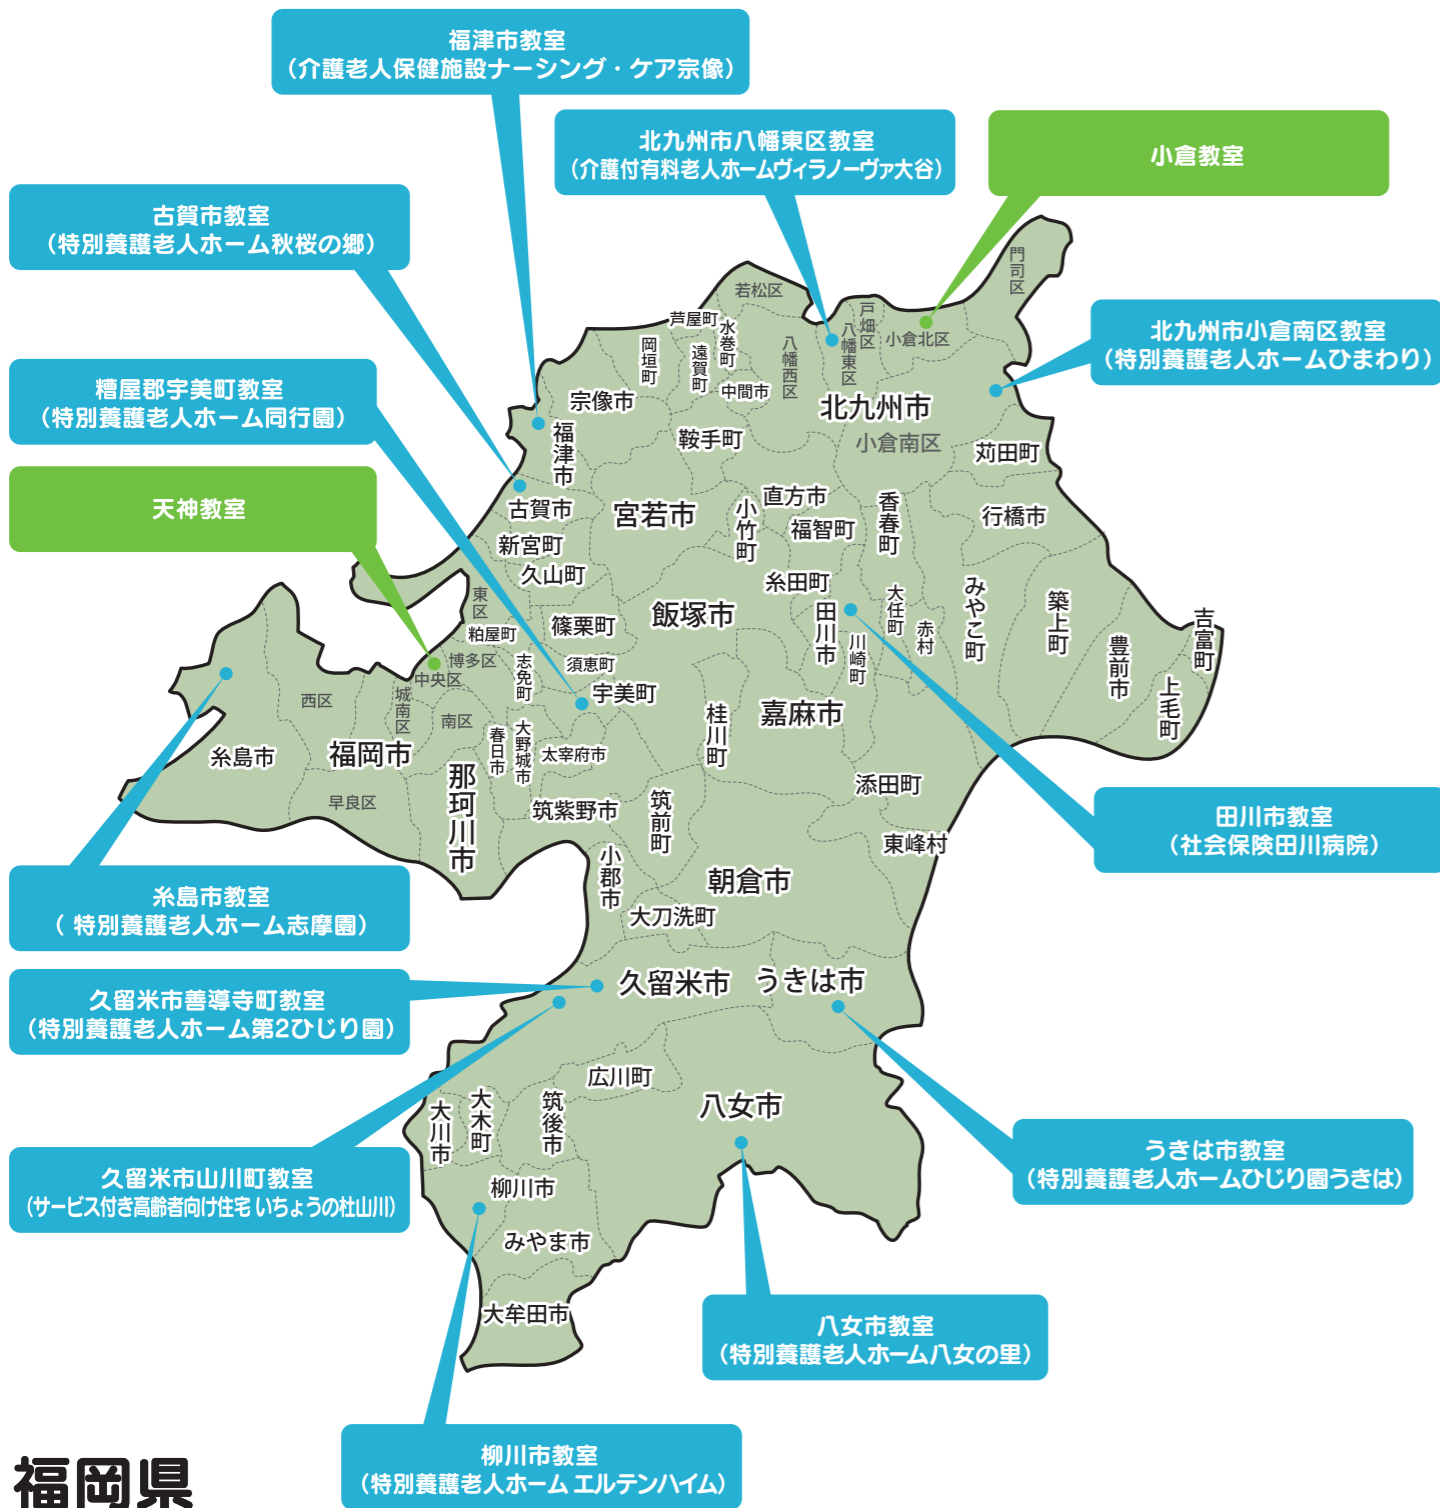 福津市教室
（介護老人保健施設ナーシング・ケア宗像）
北九州市八幡東区教室
（介護付有料老人ホームヴィラノーヴァ大谷）
小倉教室
古賀市教室
（特別養護老人ホーム秋桜の郷）
北九州市小倉南区教室
（特別養護老人ホームひまわり）
糟屋郡宇美町教室
（特別養護老人ホーム同行園）
天神教室
門司区
若松区
戸畑区
芦屋町
水巻町
小倉北区
八幡東区
岡垣町
遠賀町
八幡西区
中間市
宗像市
北九州市
福津市
鞍手町
小倉南区
苅田町
古賀市
宮若市
小竹町
直方市
香春町
行橋市
福智町
新宮町
久山町
糸田町
東区
大任町
みやこ町
築上町
吉富町
飯塚市
田川市
篠栗町
粕屋町
赤村
川崎町
豊前市
博多区
志免町
須恵町
中央区
宇美町
上毛町
西区
城南区
南区
桂川町
嘉麻市
春日市
大野城市
太宰府市
糸島市
福岡市
那珂川市
添田町
早良区
筑紫野市
筑前町
東峰村
田川市教室
（社会保険田川病院）
小郡市
朝倉市
大刀洗町
糸島市教室
（ 特別養護老人ホーム志摩園）
久留米市
うきは市
久留米市善導寺町教室
（特別養護老人ホーム第2ひじり園）
広川町
八女市
大川市
大木町
筑後市
うきは市教室
（特別養護老人ホームひじり園うきは）
久留米市山川町教室
（サービス付き高齢者向け住宅 いちょうの杜山川）
柳川市
みやま市
大牟田市
八女市教室
（特別養護老人ホーム八女の里）
柳川市教室
（特別養護老人ホーム エルテンハイム）
福岡県